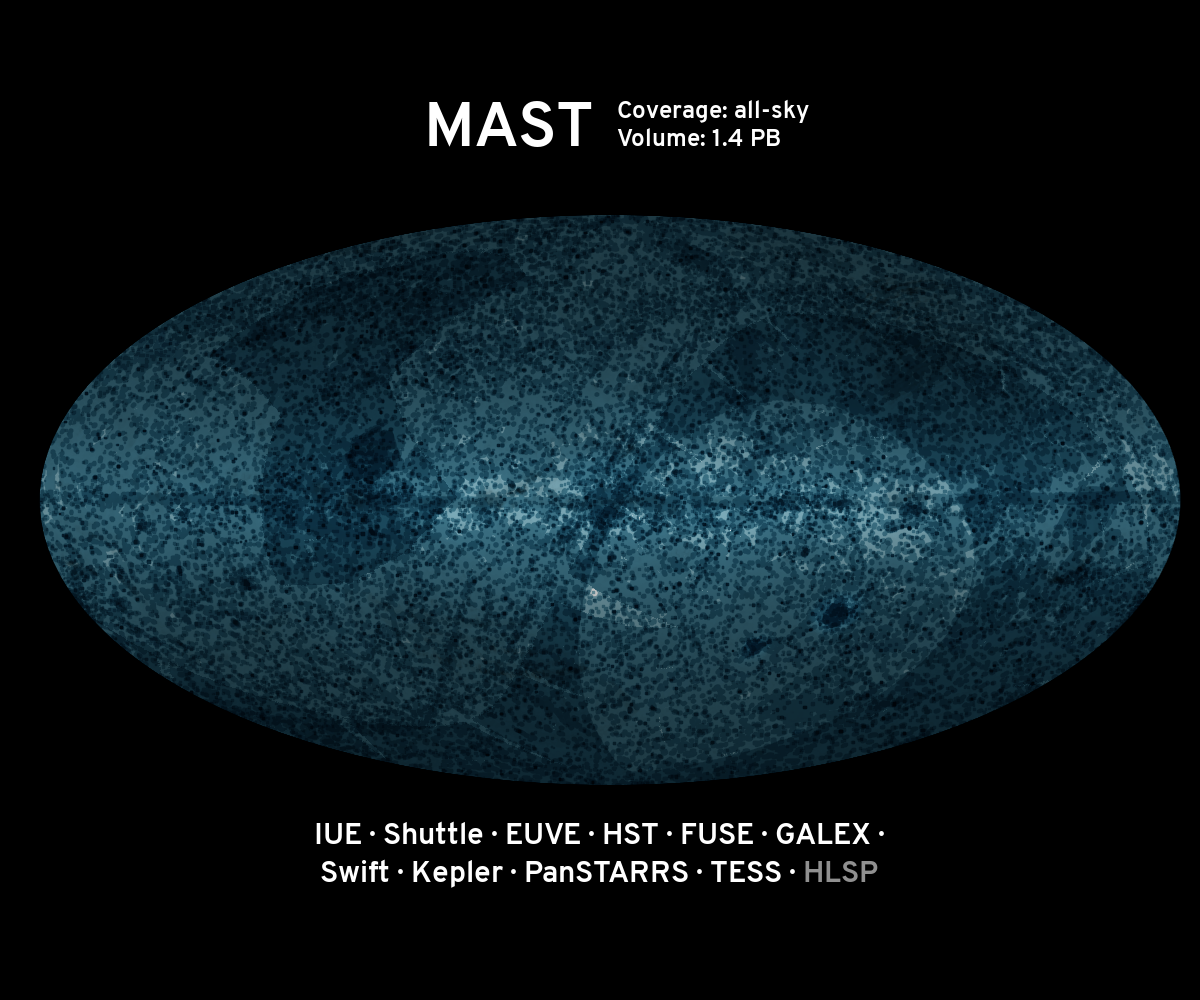 MAST
Coverage: all-sky
Volume: 1.4 PB
IUE · Shuttle · EUVE · HST · FUSE · GALEX ·
Swift · Kepler · PanSTARRS · TESS · HLSP